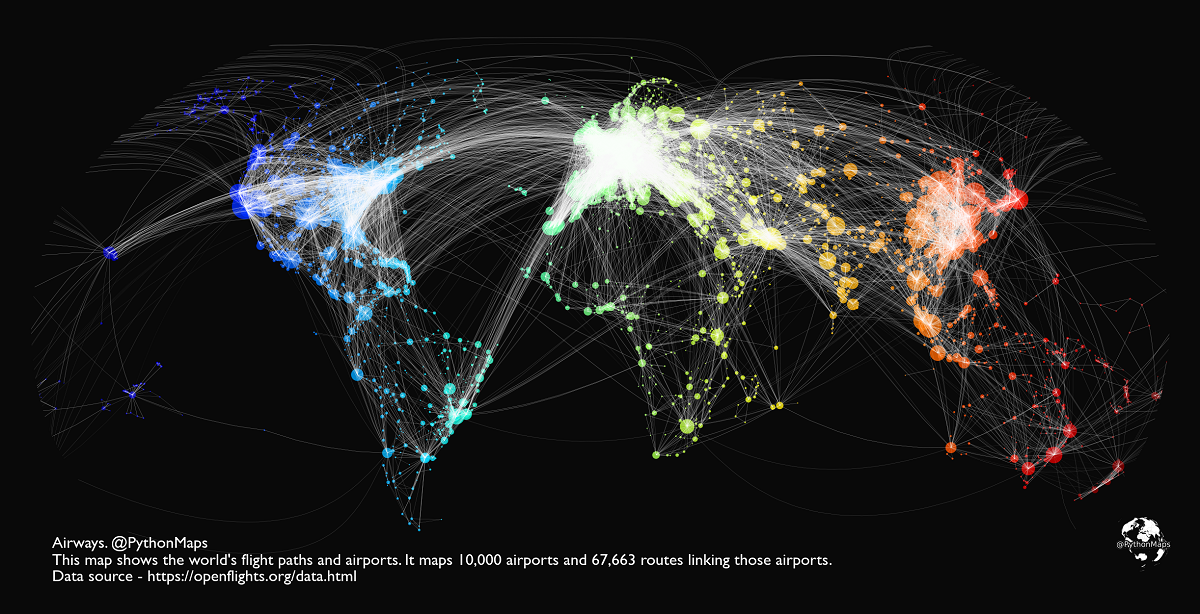 Airways. @PythonMaps
This map shows the world's flight paths and airports. It maps 10,000 airports and 67,663 routes linking those airports.
Data source - https://openflights.org/data.html
@PythonMaps